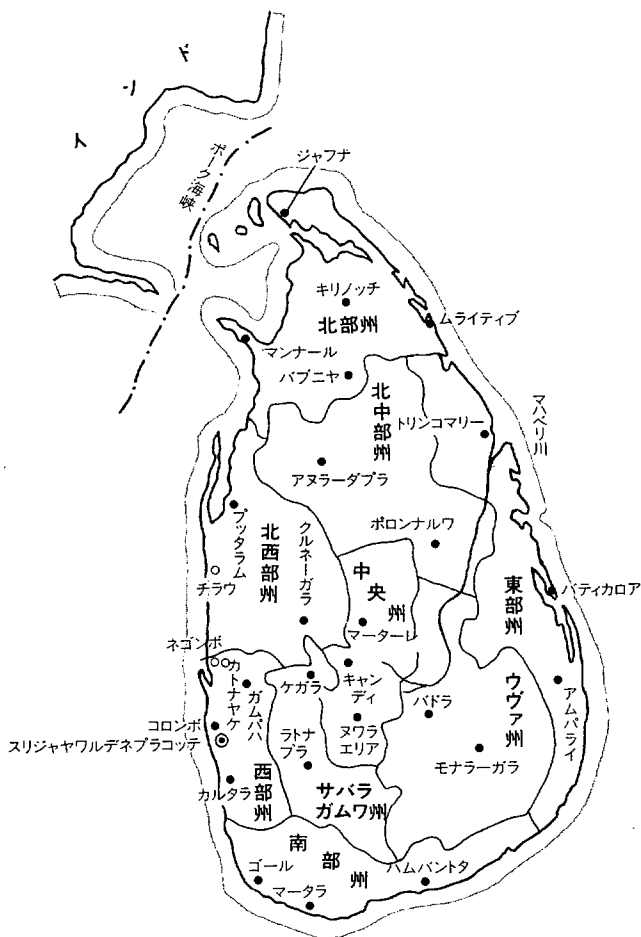 インド
ポーク海峡
ジャフナ
キリノッチ
北部州
ムライティブ
マンナール
バブニヤ
北中部州
マハベリ川
トリンコマリー
アヌラーダプラ
プッタラム
北西部州
クルネーガラ
ポロンナルワ
チラウ
中央州
東部州
バティカロア
マーターレ
ネゴンボ
カトナヤケ
ガムパハ
ケガラ
キャン
ディ
バドラ
ウヴァ州
アムパライ
コロンボ
スリジャヤワルデネプラコッテ
ラトナ
プラ
ヌワラ
エリア
モナラーガラ
カルタラ
西部州
サバラ
ガムワ州
南部州
ゴール
マータラ
ハムバントタ